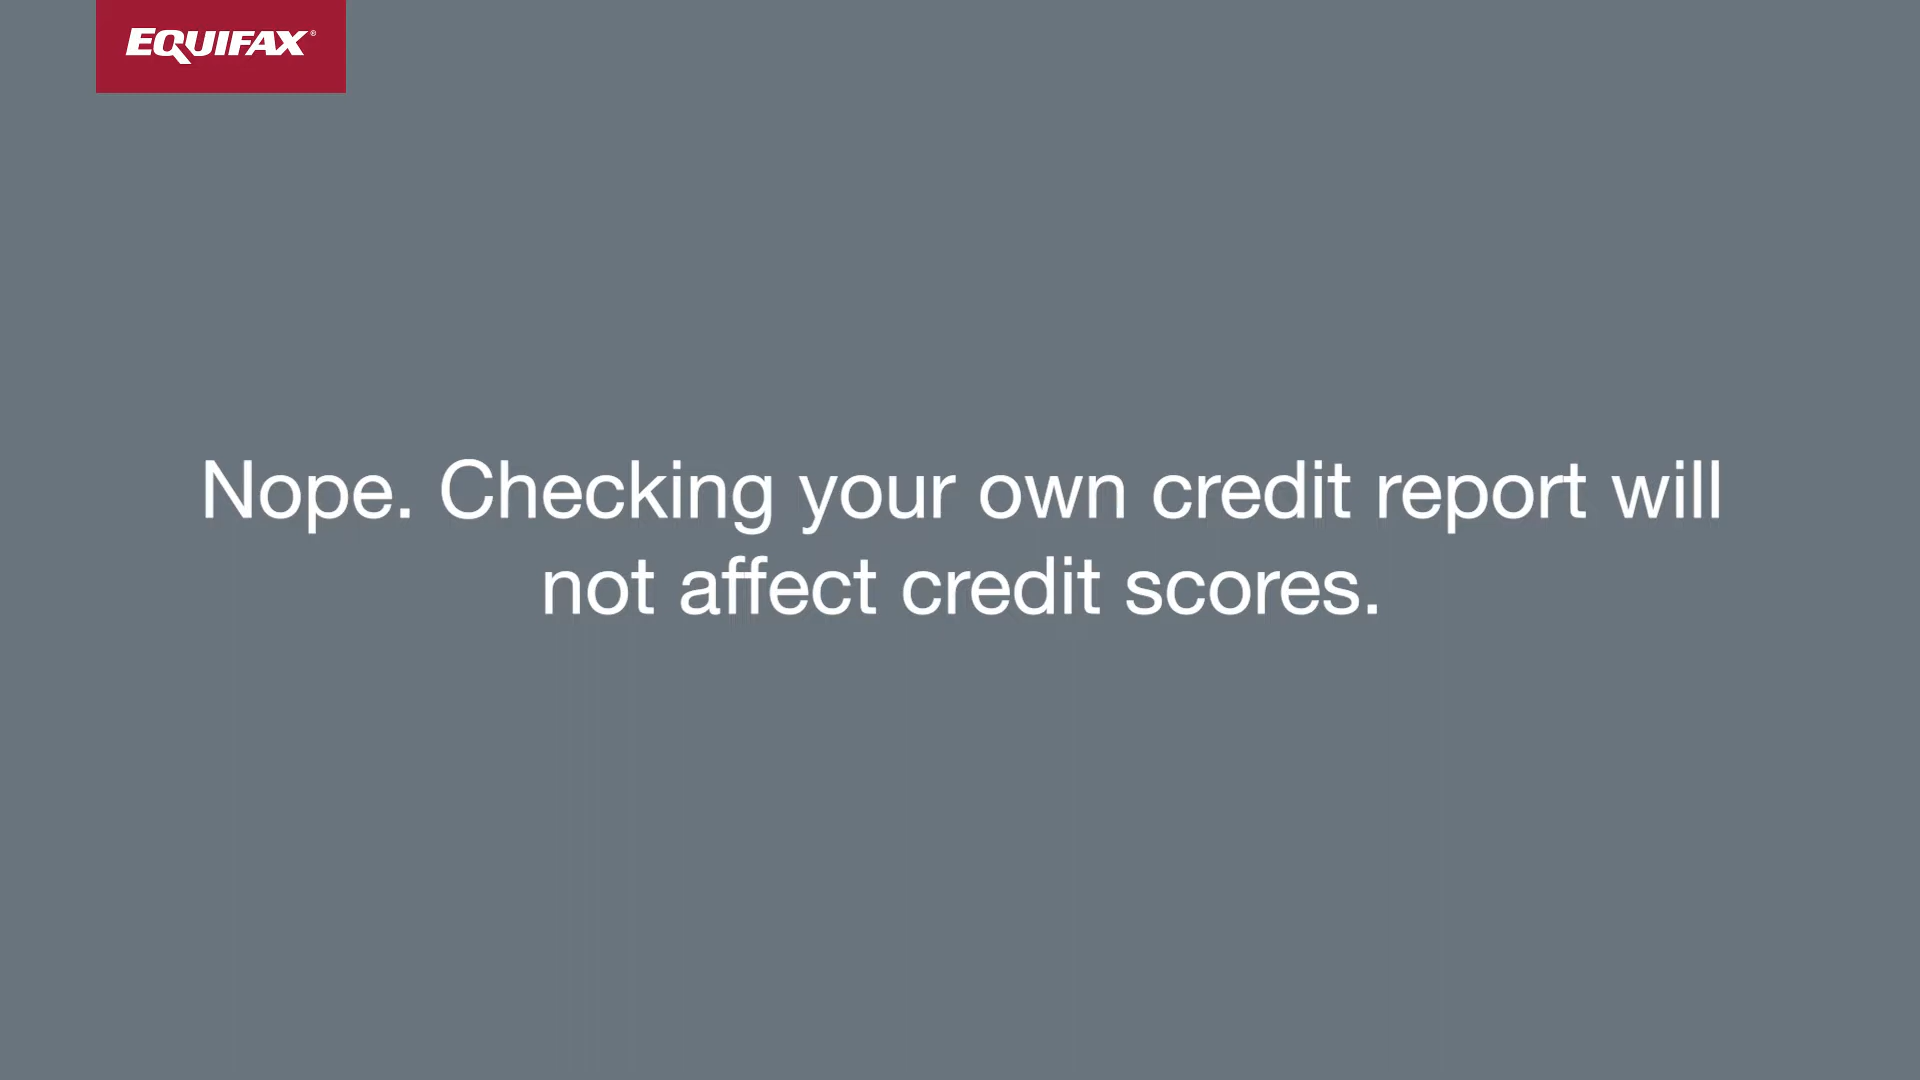 EQUIFAX®
Nope. Checking your own credit report will
not affect credit scores.